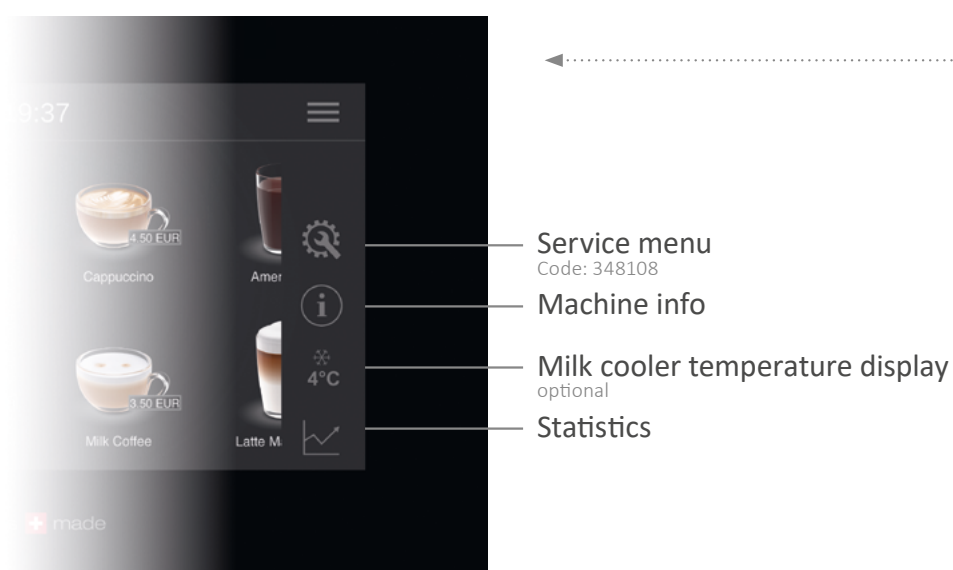 9:37
4.50 EUR
Cappuccino
Amer
3.50 EUR
Milk Coffee
Latte M
4°C
made
Service menu
Code: 348108
Machine info
Milk cooler temperature display
optional
Statistics